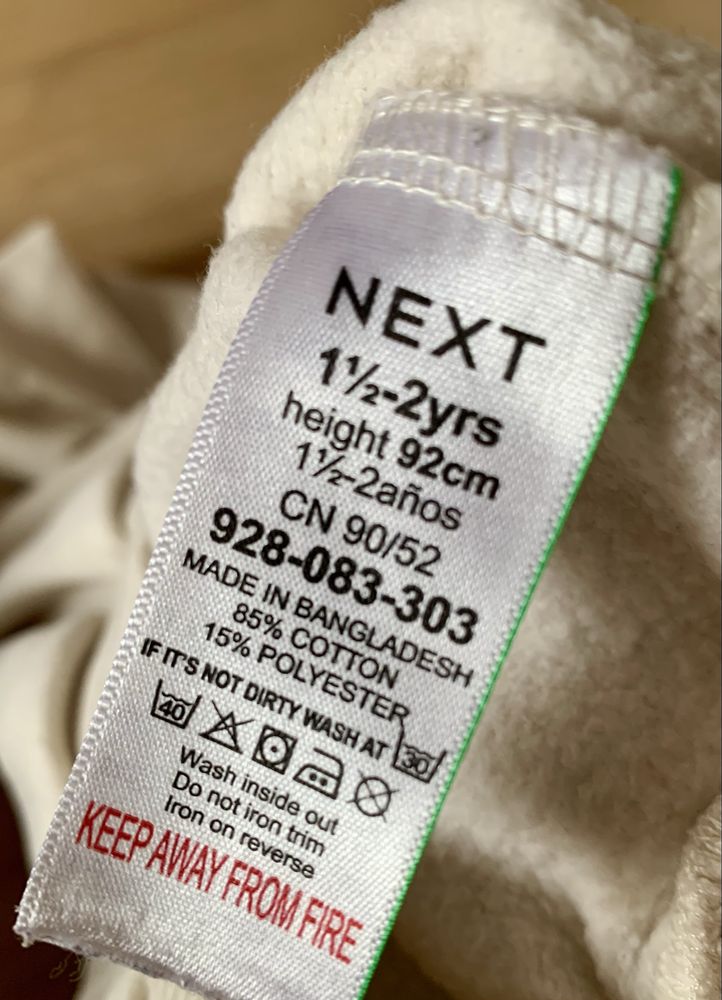 NEXT
1½-2yrs
height 92cm
1½-2años
CN 90/52
928-083-303
MADE IN BANGLADESH
85% COTTON
15% POLYESTER
IF IT'S NOT DIRTY WASH AT 30
40
Wash inside out
Do not iron trim
Iron on reverse
KEEP AWAY FROM FIRE